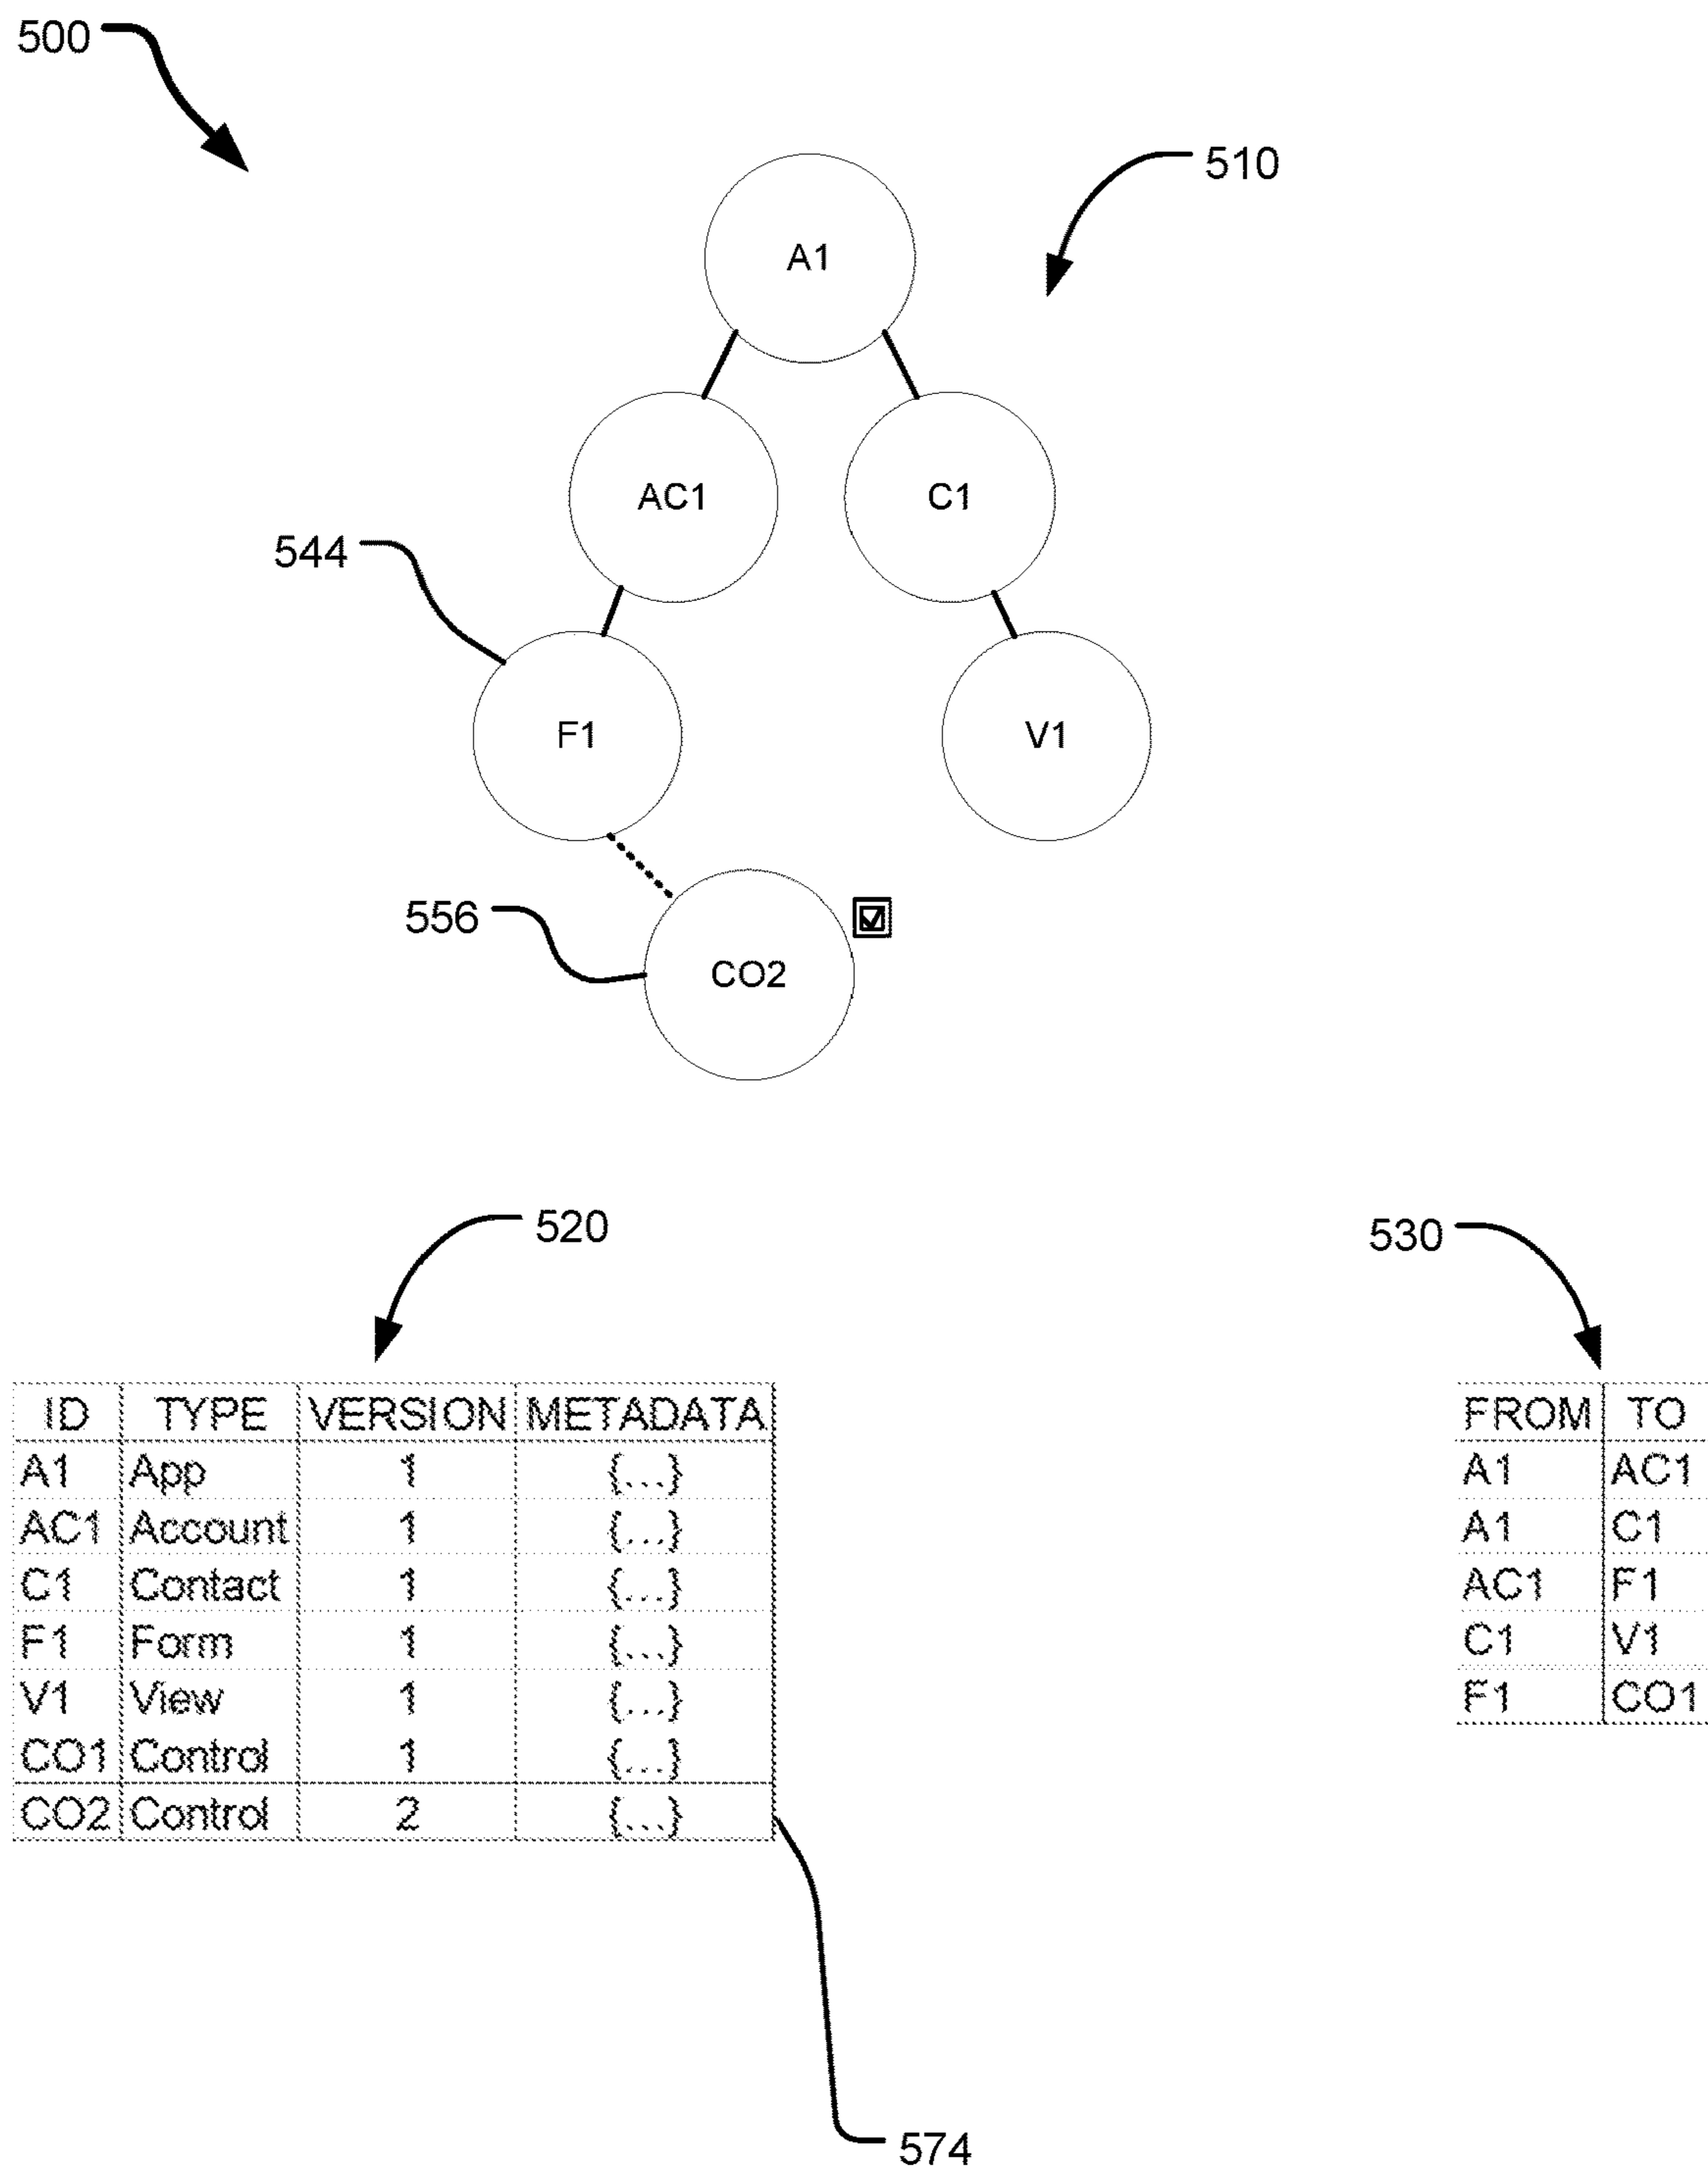 500
510
A1
AC1 C1
544
F1 V1
556
CO2
520
530
ID TYPE VERSION METADATA
A1 App 1 {...}
AC1 Account 1 {...}
C1 Contact 1 {...}
F1 Form 1 {...}
V1 View 1 {...}
CO1 Control 1 {...}
CO2 Control 2 {...}
FROM TO
A1 AC1
A1 C1
AC1 F1
C1 V1
F1 CO1
574